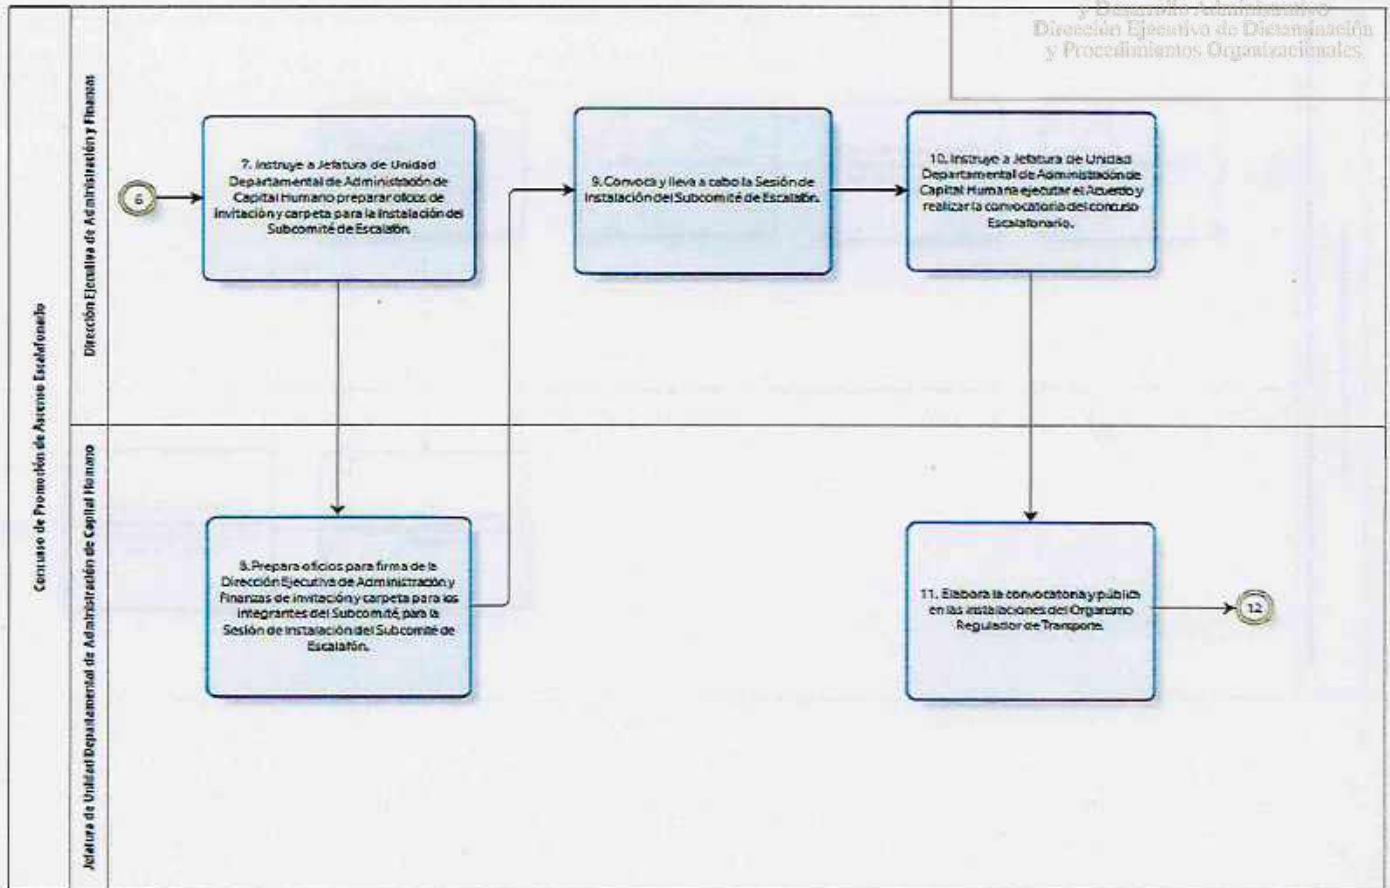 y Desarrollo Administrativo
Dirección Ejecutiva de Dictaminación
y Procedimientos Organizacionales
Concurso de Promoción de Ascenso Escalafonario
Dirección Ejecutiva de Administración y Finanzas
6
7. Instruye a Jefatura de Unidad
Departamental de Administración de
Capital Humano preparar oficios de
invitación y carpeta para la Instalación del
Subcomité de Escalafón.
9. Convoca y lleva a cabo la Sesión de
Instalación del Subcomité de Escalafón.
10. Instruye a Jefatura de Unidad
Departamental de Administración de
Capital Humana ejecutar el Acuerdo y
realizar la convocatoria del concurso
Escalafonario.
Jefatura de Unidad Departamental de Administración de Capital Humano
8. Prepara oficios para firma de la
Dirección Ejecutiva de Administración y
Finanzas de invitación y carpeta para los
integrantes del Subcomité, para la
Sesión de Instalación del Subcomité de
Escalafón.
11. Elabora la convocatoria y pública
en las instalaciones del Organismo
Regulador de Transporte.
12